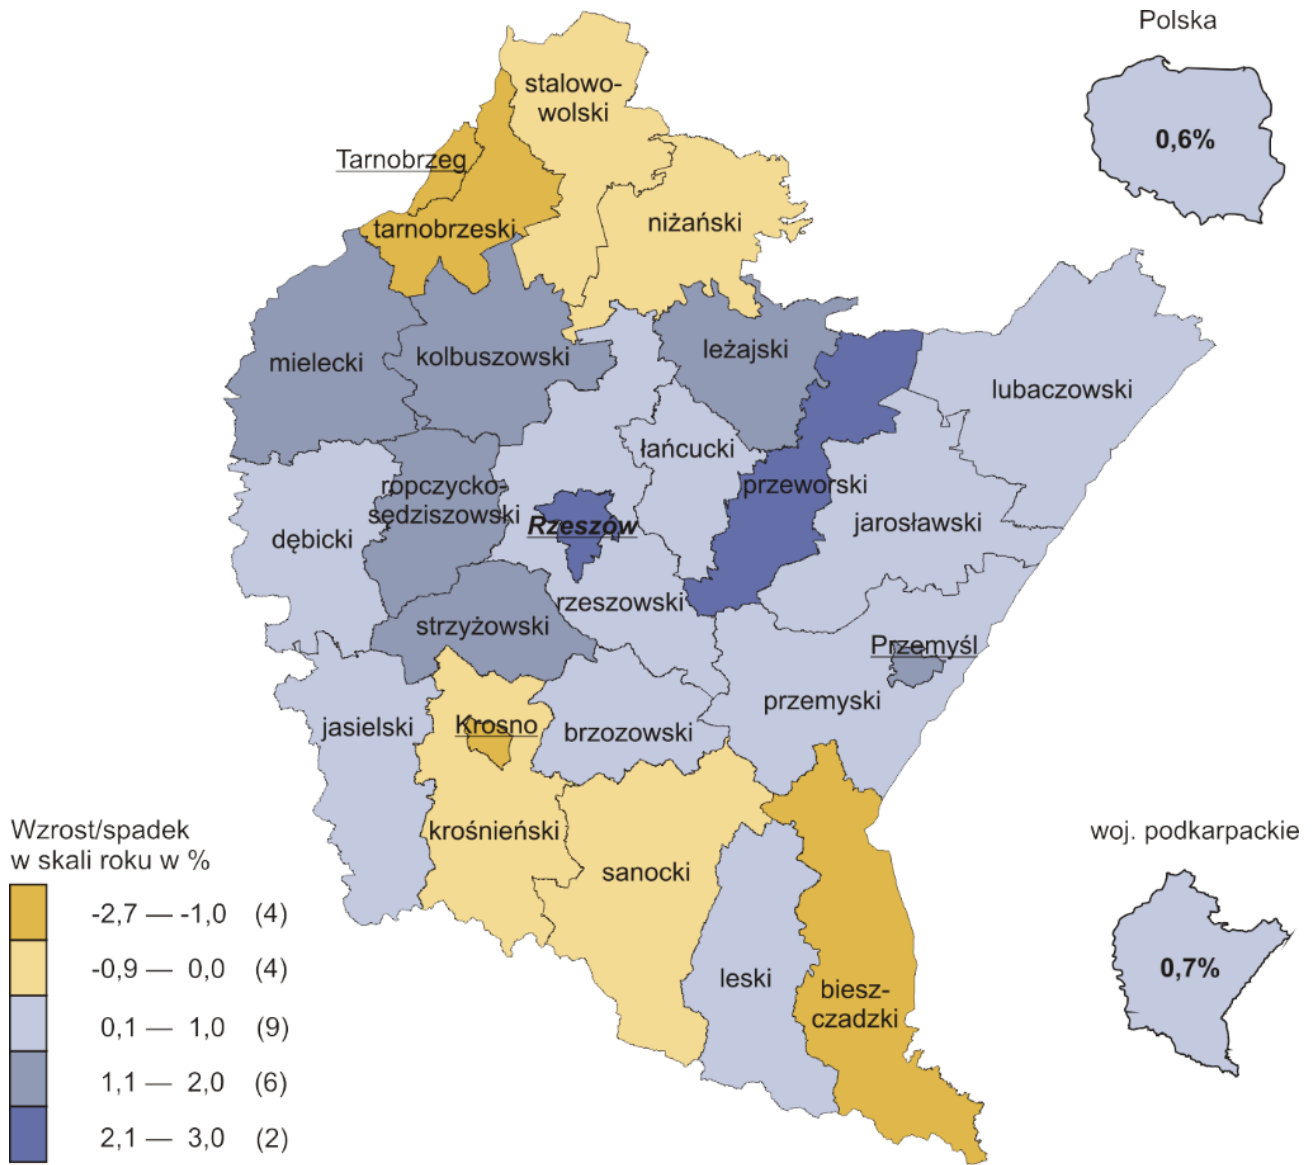 Polska
0,6%
stalowo-
wolski
Tarnobrzeg
tarnobrzeski
niżański
mielecki
kolbuszowski
leżajski
lubaczowski
łańcucki
ropczycko-
sędziszowski
przeworski
jarosławski
dębicki
Rzeszów
rzeszowski
strzyżowski
Przemyśl
przemyski
jasielski
Krosno
brzozowski
krośnieński
sanocki
leski
biesz-
czadzki
woj. podkarpackie
0,7%
Wzrost/spadek
w skali roku w %
-2,7 — -1,0 (4)
-0,9 — 0,0 (4)
0,1 — 1,0 (9)
1,1 — 2,0 (6)
2,1 — 3,0 (2)